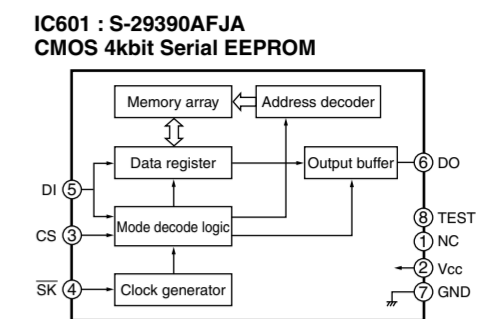 IC601 : S-29390AFJA
CMOS 4kbit Serial EEPROM
Memory array
Address decoder
Data register
Output buffer
6 DO
DI 5
8 TEST
Mode decode logic
CS 3
1 NC
2 Vcc
SK 4
Clock generator
7 GND